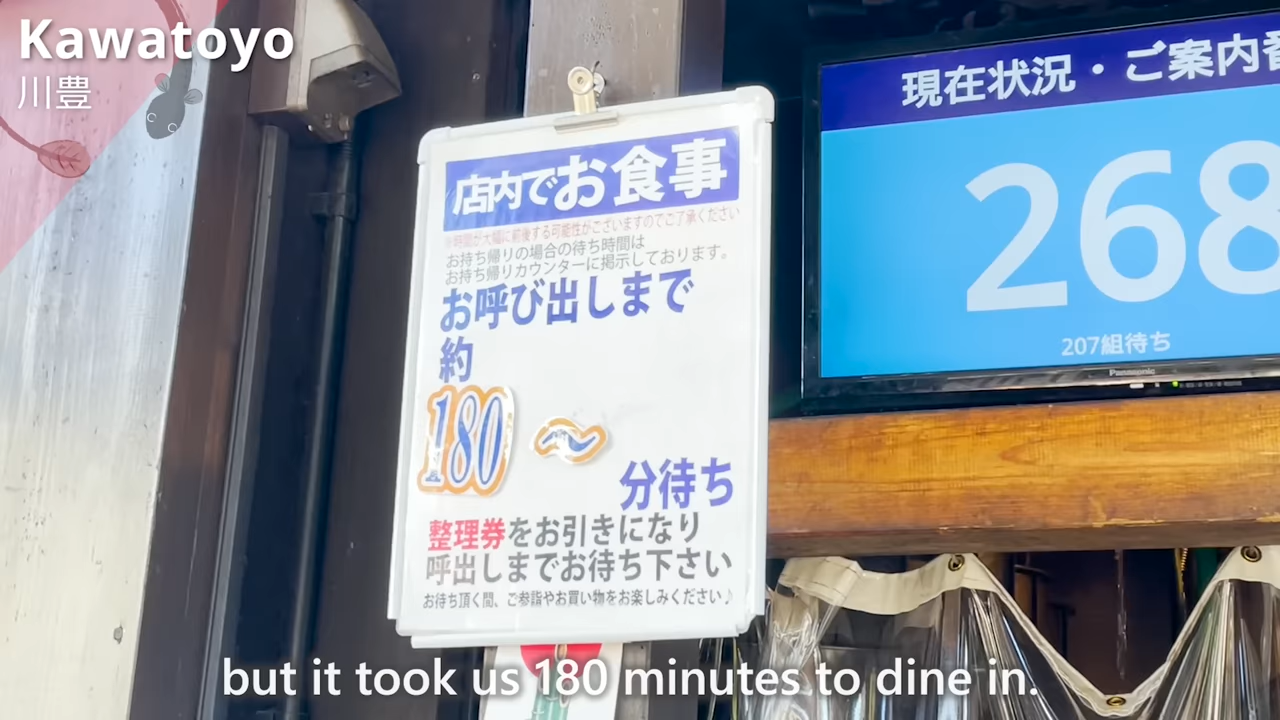 Kawatoyo
川豊
店内でお食事
※時間が大幅に前後する可能性がございますのでご了承ください
お持ち帰りの場合の待ち時間は
お持ち帰りカウンターに掲示しております。
お呼び出しまで
約
180 〜
分待ち
整理券をお引きになり
呼出しまでお待ち下さい
お待ち頂く間、ご参詣やお買い物をお楽しみください♪
現在状況・ご案内
268
207組待ち
Panasonic
but it took us 180 minutes to dine in.